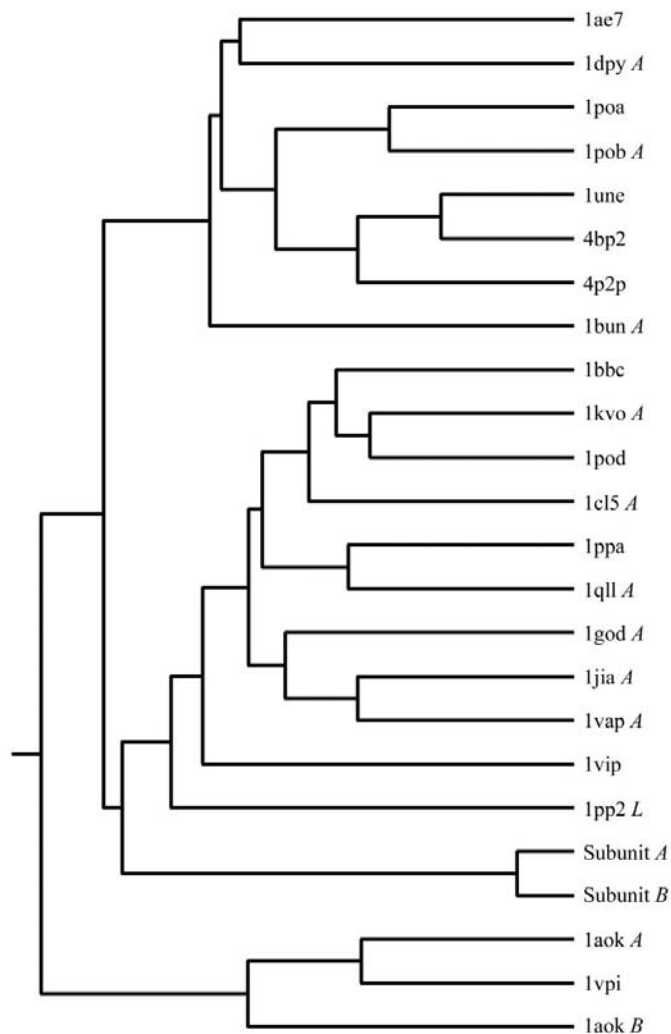 1ae7
1dpy A
1poa
1pob A
1une
4bp2
4p2p
1bun A
1bbc
1kvo A
1pod
1cl5 A
1ppa
1qll A
1god A
1jia A
1vap A
1vip
1pp2 L
Subunit A
Subunit B
1aok A
1vpi
1aok B